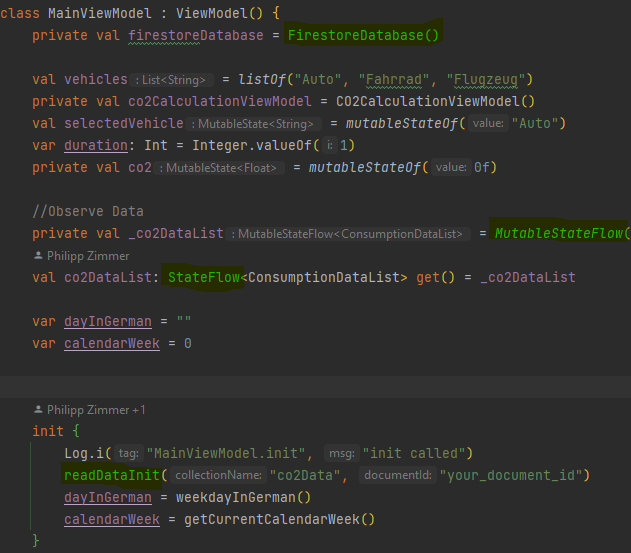 class MainViewModel : ViewModel() {
private val firestoreDatabase = FirestoreDatabase()
val vehicles : List<String> = listOf("Auto", "Fahrrad", "Flugzeug")
private val co2CalculationViewModel = CO2CalculationViewModel()
val selectedVehicle : MutableState<String> = mutableStateOf( value: "Auto")
var duration: Int = Integer.valueOf( i: 1)
private val co2 : MutableState<Float> = mutableStateOf( value: 0f)
//Observe Data
private val _co2DataList : MutableStateFlow<ConsumptionDataList> = MutableStateFlow(
Philipp Zimmer
val co2DataList: StateFlow<ConsumptionDataList> get() = _co2DataList
var dayInGerman = ""
var calendarWeek = 0
Philipp Zimmer +1
init {
Log.i( tag: "MainViewModel.init", msg: "init called")
readDataInit( collectionName: "co2Data", documentId: "your_document_id")
dayInGerman = weekdayInGerman()
calendarWeek = getCurrentCalendarWeek()
}